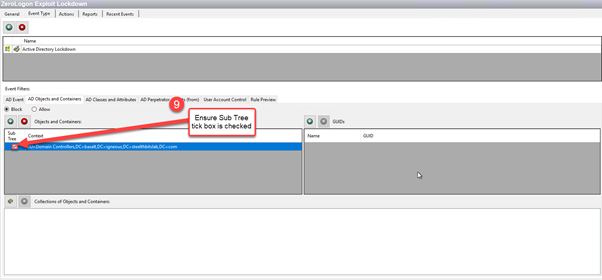 ZeroLogon Exploit Lockdown
General Event Type Actions Reports Recent Events
Name
Active Directory Lockdown
Event Filters:
AD Event AD Objects and Containers AD Classes and Attributes AD Perpetrator (from) User Account Control Rule Preview
Block Allow
9
Ensure Sub Tree
tick box is checked
Objects and Containers: GUIDs
Sub
Tree
Context
Name GUID
OU=Domain Controllers,DC=basalt,DC=igneous,DC=stealthbitslab,DC=com
Collections of Objects and Containers: